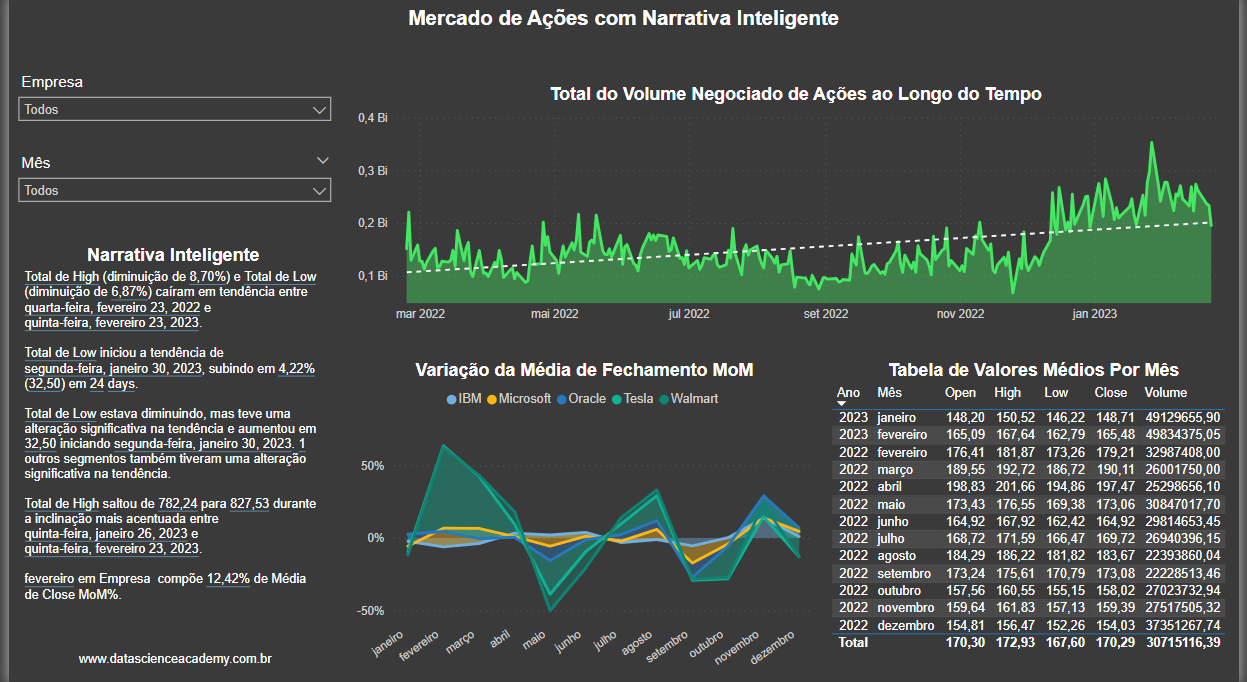 Mercado de Ações com Narrativa Inteligente
Empresa
Todos
Mês
Todos
Narrativa Inteligente
Total de High (diminuição de 8,70%) e Total de Low
(diminuição de 6,87%) caíram em tendência entre
quarta-feira, fevereiro 23, 2022 e
quinta-feira, fevereiro 23, 2023.
Total de Low iniciou a tendência de
segunda-feira, janeiro 30, 2023, subindo em 4,22%
(32,50) em 24 days.
Total de Low estava diminuindo, mas teve uma
alteração significativa na tendência e aumentou em
32,50 iniciando segunda-feira, janeiro 30, 2023. 1
outros segmentos também tiveram uma alteração
significativa na tendência.
Total de High saltou de 782,24 para 827,53 durante
a inclinação mais acentuada entre
quinta-feira, janeiro 26, 2023 e
quinta-feira, fevereiro 23, 2023.
fevereiro em Empresa  compõe 12,42% de Média
de Close MoM%.
www.datascienceacademy.com.br
Total do Volume Negociado de Ações ao Longo do Tempo
0,4 Bi
0,3 Bi
0,2 Bi
0,1 Bi
mar 2022 mai 2022 jul 2022 set 2022 nov 2022 jan 2023
Variação da Média de Fechamento MoM
IBM Microsoft Oracle Tesla Walmart
50%
0%
-50%
janeiro fevereiro março abril maio junho julho agosto setembro outubro novembro dezembro
Tabela de Valores Médios Por Mês
Ano Mês Open High Low Close Volume
2023 janeiro 148,20 150,52 146,22 148,71 49129655,90
2023 fevereiro 165,09 167,64 162,79 165,48 49834375,05
2022 fevereiro 176,41 181,87 173,26 179,21 32987408,00
2022 março 189,55 192,72 186,72 190,11 26001750,00
2022 abril 198,83 201,66 194,86 197,47 25298656,10
2022 maio 173,43 176,55 169,38 173,06 30847017,70
2022 junho 164,92 167,92 162,42 164,92 29814653,45
2022 julho 168,72 171,59 166,47 169,72 26940396,15
2022 agosto 184,29 186,22 181,82 183,67 22393860,04
2022 setembro 173,24 175,61 170,79 173,08 22228513,46
2022 outubro 157,56 160,55 155,15 158,02 27023732,94
2022 novembro 159,64 161,83 157,13 159,39 27517505,32
2022 dezembro 154,81 156,47 152,26 154,03 37351267,74
Total 170,30 172,93 167,60 170,29 30715116,39